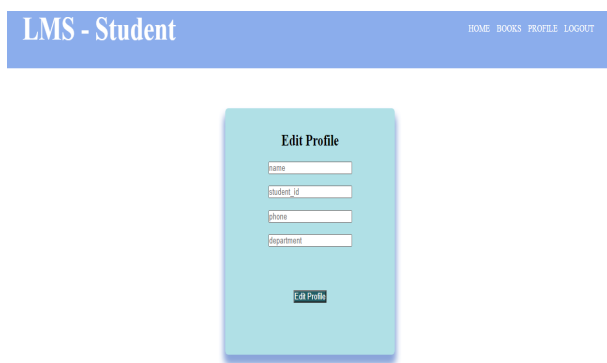 LMS - Student
HOME BOOKS PROFILE LOGOUT
Edit Profile
name
student_id
phone
department
Edit Profile